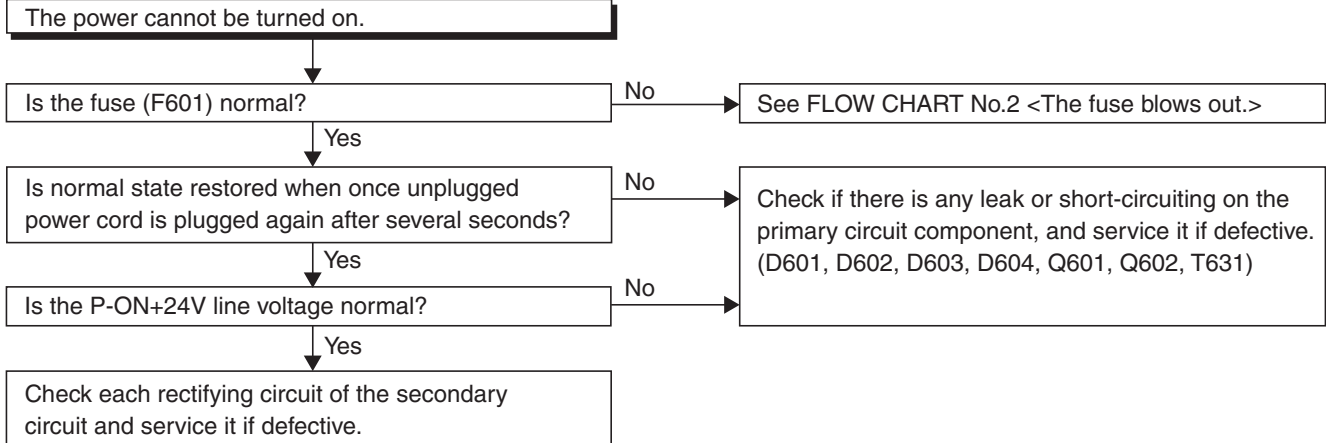 The power cannot be turned on.
Is the fuse (F601) normal?
No
See FLOW CHART No.2 <The fuse blows out.>
Yes
Is normal state restored when once unplugged
power cord is plugged again after several seconds?
No
Check if there is any leak or short-circuiting on the
primary circuit component, and service it if defective.
(D601, D602, D603, D604, Q601, Q602, T631)
Yes
Is the P-ON+24V line voltage normal?
No
Yes
Check each rectifying circuit of the secondary
circuit and service it if defective.